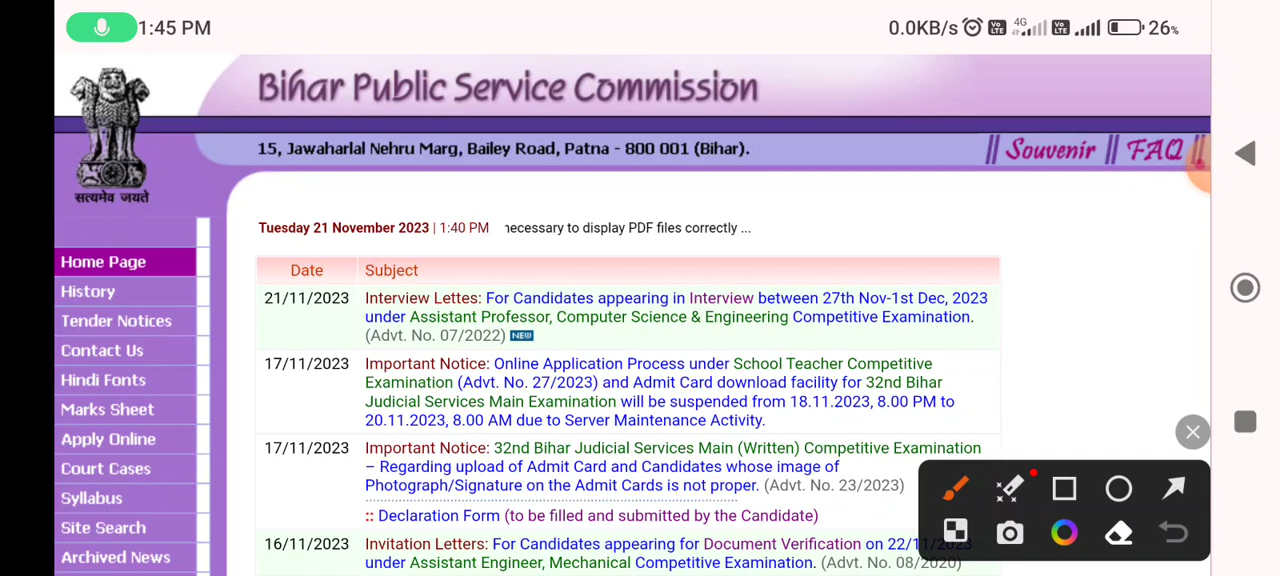 1:45 PM
0.0KB/s Vo LTE 4G Vo LTE 26%
Bihar Public Service Commission
15, Jawaharlal Nehru Marg, Bailey Road, Patna - 800 001 (Bihar).
|| Souvenir || FAQ ||
सत्यमेव जयते
Tuesday 21 November 2023 | 1:40 PM necessary to display PDF files correctly ...
Home Page
History
Tender Notices
Contact Us
Hindi Fonts
Marks Sheet
Apply Online
Court Cases
Syllabus
Site Search
Archived News
Date Subject
21/11/2023 Interview Lettes: For Candidates appearing in Interview between 27th Nov-1st Dec, 2023
under Assistant Professor, Computer Science & Engineering Competitive Examination.
(Advt. No. 07/2022) NEW
17/11/2023 Important Notice: Online Application Process under School Teacher Competitive
Examination (Advt. No. 27/2023) and Admit Card download facility for 32nd Bihar
Judicial Services Main Examination will be suspended from 18.11.2023, 8.00 PM to
20.11.2023, 8.00 AM due to Server Maintenance Activity.
17/11/2023 Important Notice: 32nd Bihar Judicial Services Main (Written) Competitive Examination
– Regarding upload of Admit Card and Candidates whose image of
Photograph/Signature on the Admit Cards is not proper. (Advt. No. 23/2023)
:: Declaration Form (to be filled and submitted by the Candidate)
16/11/2023 Invitation Letters: For Candidates appearing for Document Verification on 22/11/2023
under Assistant Engineer, Mechanical Competitive Examination. (Advt. No. 08/2020)